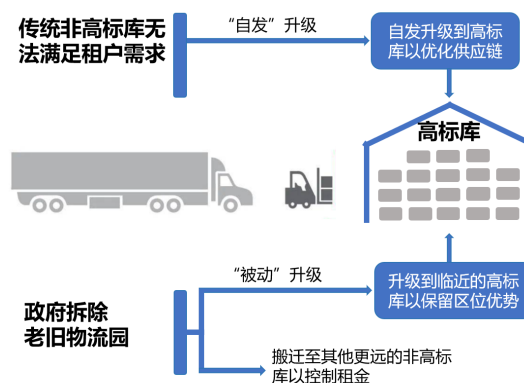 传统非高标库无
法满足租户需求
“自发”升级
自发升级到高标
库以优化供应链
高标库
“被动”升级
升级到临近的高标
库以保留区位优势
政府拆除
老旧物流园
搬迁至其他更远的非高标
库以控制租金